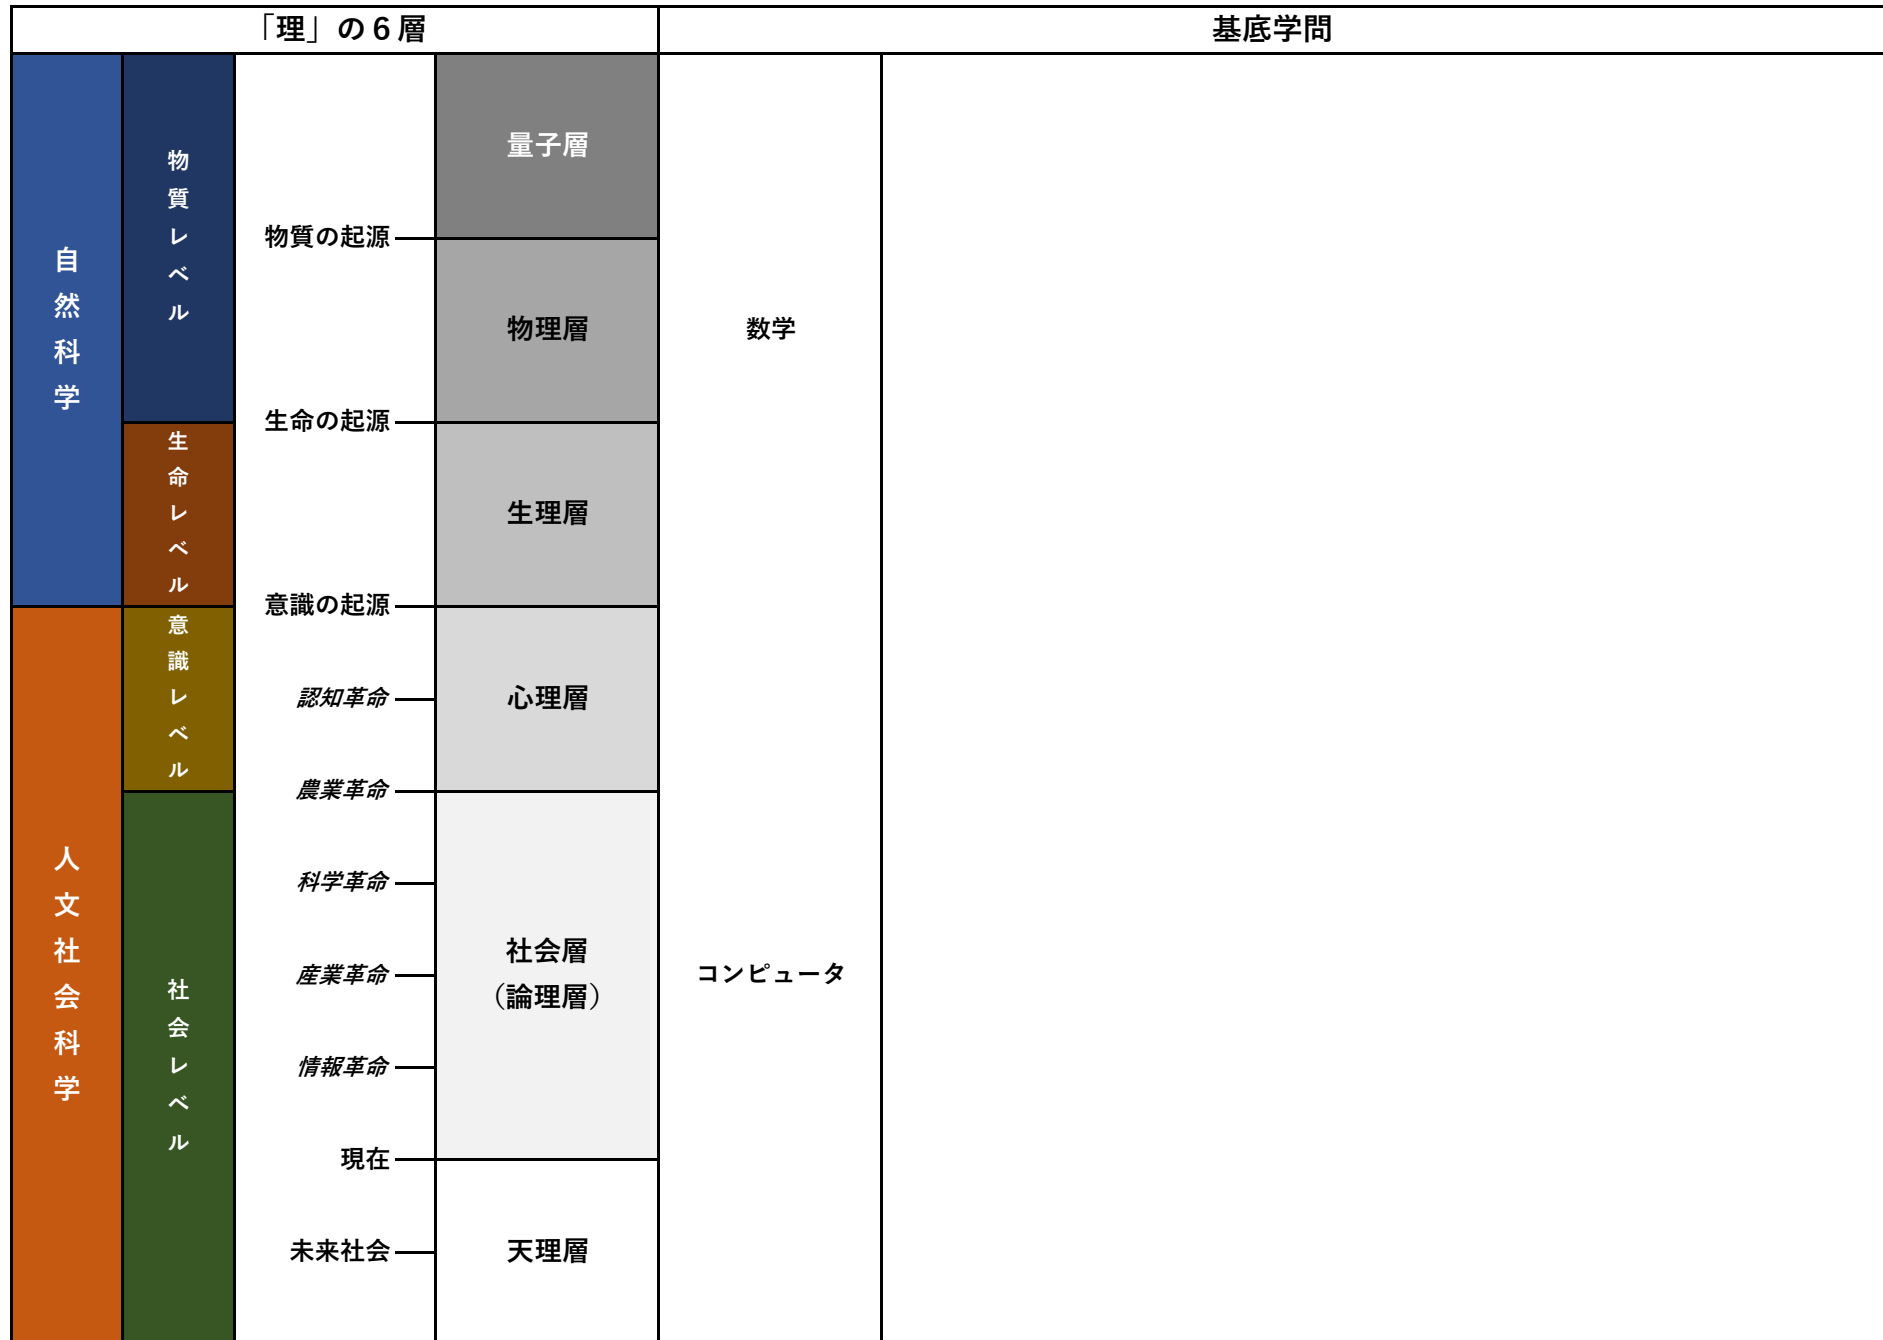 「理」の６層
基底学問
自然科学
物質レベル
量子層
物質の起源
物理層
数学
生命の起源
生命レベル
生理層
意識の起源
人文社会科学
意識レベル
認知革命
心理層
農業革命
社会レベル
科学革命
産業革命
社会層
（論理層）
コンピュータ
情報革命
現在
未来社会
天理層